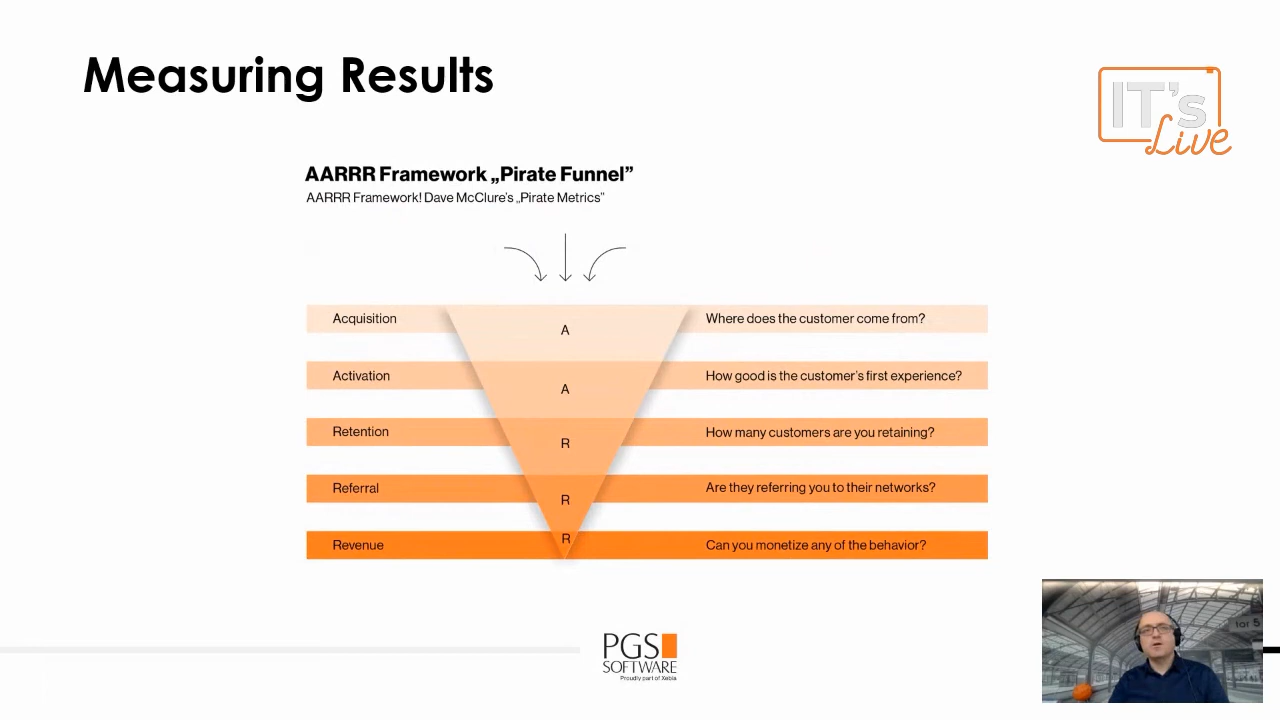 Measuring Results
IT's
Live
AARRR Framework „Pirate Funnel”
AARRR Framework! Dave McClure's „Pirate Metrics”
Acquisition
A
Where does the customer come from?
Activation
A
How good is the customer's first experience?
Retention
R
How many customers are you retaining?
Referral
R
Are they referring you to their networks?
Revenue
R
Can you monetize any of the behavior?
PGS
SOFTWARE
Proudly part of Xebia
tor 5